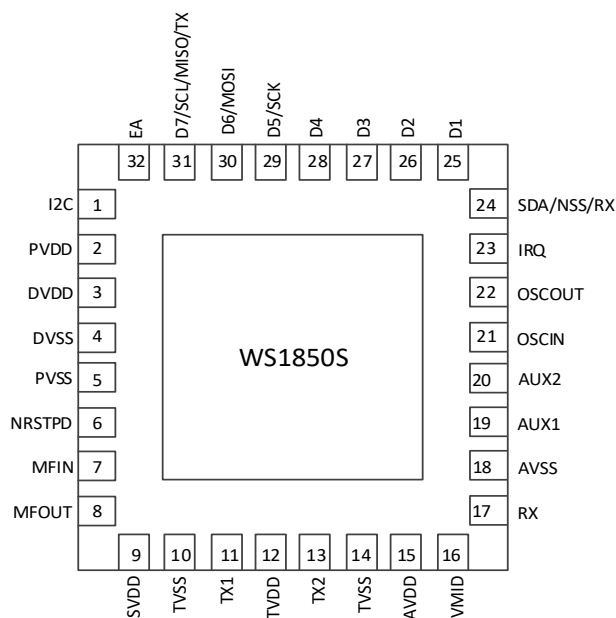 EA
D7/SCL/MISO/TX
D6/MOSI
D5/SCK
D4
D3
D2
D1
32
31
30
29
28
27
26
25
I2C 1
24 SDA/NSS/RX
PVDD 2
23 IRQ
DVDD 3
22 OSCOUT
DVSS 4
21 OSCIN
WS1850S
PVSS 5
20 AUX2
NRSTPD 6
19 AUX1
MFIN 7
18 AVSS
MFOUT 8
17 RX
9
10
11
12
13
14
15
16
SVDD
TVSS
TX1
TVDD
TX2
TVSS
AVDD
VMID